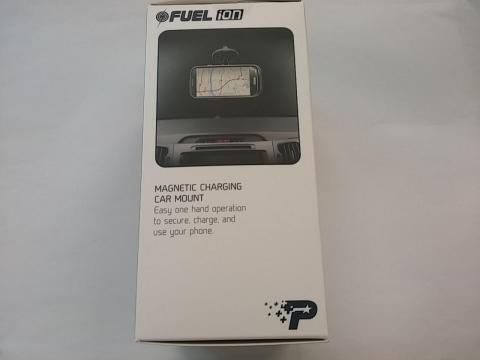 FUEL iON
MAGNETIC CHARGING
CAR MOUNT
Easy one hand operation
to secure, charge, and
use your phone.
P